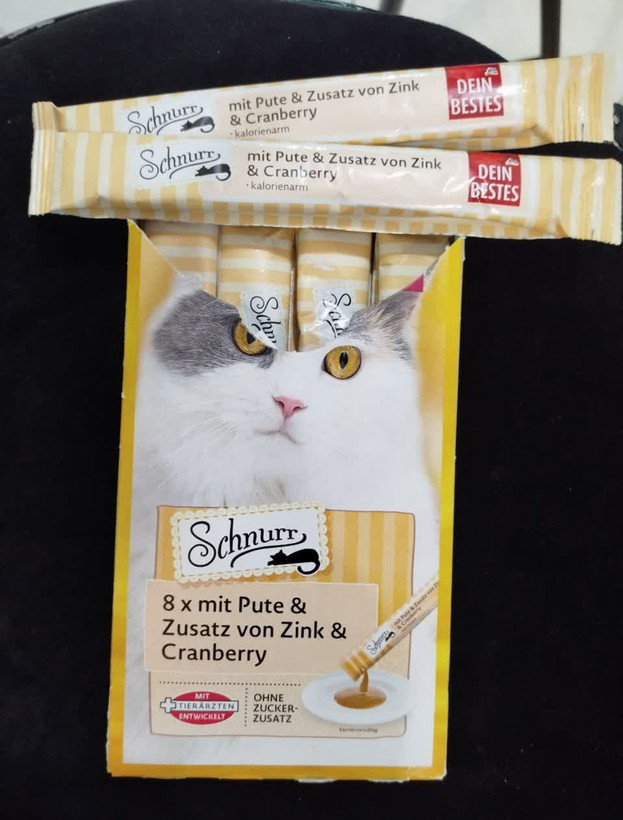 Schnurr
mit Pute & Zusatz von Zink
& Cranberry
· kalorienarm
DEIN
BESTES
Schnurr
mit Pute & Zusatz von Zink
& Cranberry
· kalorienarm
DEIN
BESTES
Schnurr
8 x mit Pute &
Zusatz von Zink &
Cranberry
MIT
TIERÄRZTEN
ENTWICKELT
OHNE
ZUCKER-
ZUSATZ